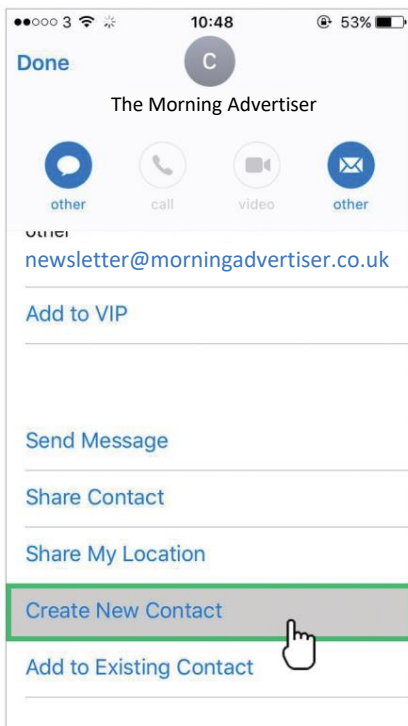 ●●○○○ 3 10:48 53%
Done
C
The Morning Advertiser
other call video other
other
newsletter@morningadvertiser.co.uk
Add to VIP
Send Message
Share Contact
Share My Location
Create New Contact
Add to Existing Contact